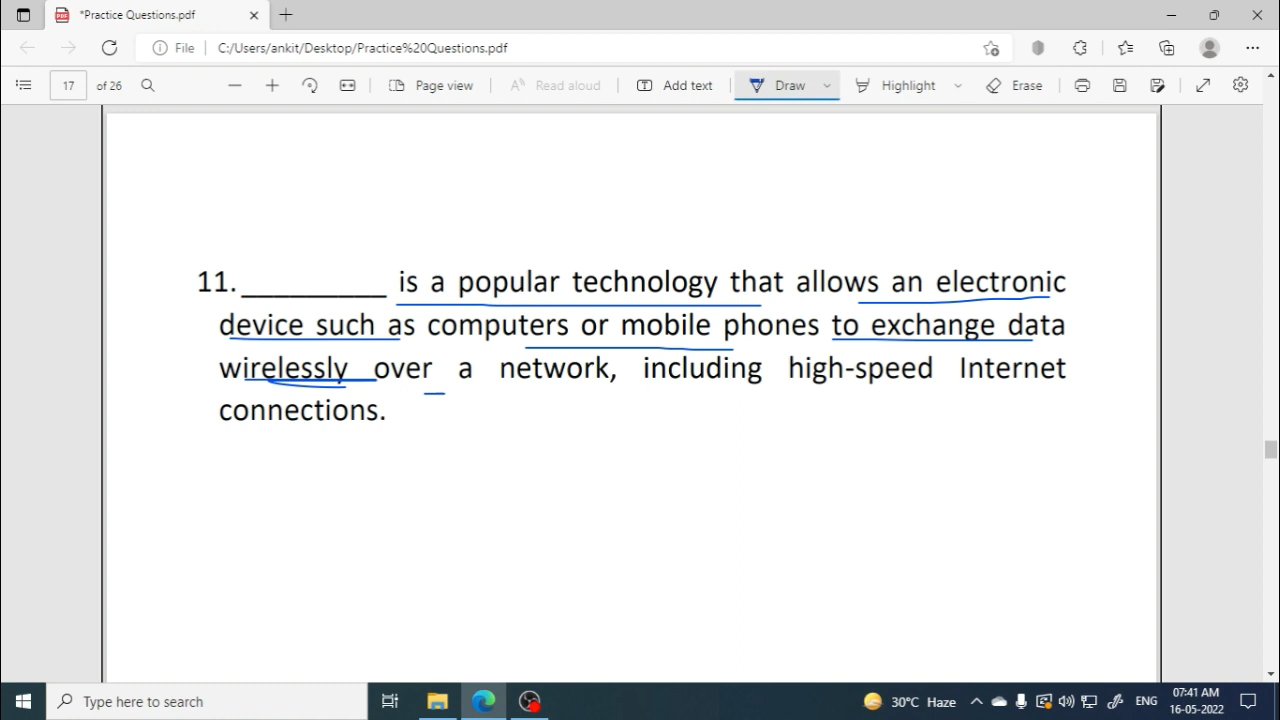 *Practice Questions.pdf
File C:/Users/ankit/Desktop/Practice%20Questions.pdf
17 of 26 Page view Read aloud Add text Draw Highlight Erase
11. _________ is a popular technology that allows an electronic
device such as computers or mobile phones to exchange data
wirelessly over a network, including high-speed Internet
connections.
Type here to search 30°C Haze ENG 07:41 AM
16-05-2022